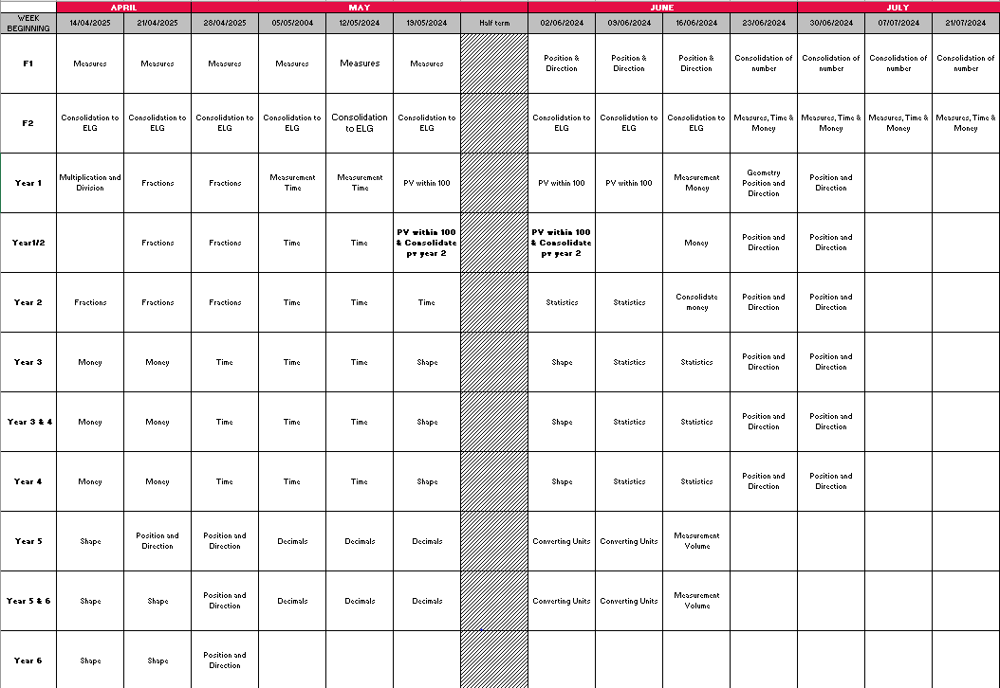 APRIL MAY JUNE JULY
WEEK BEGINNING 14/04/2025 21/04/2025 28/04/2025 05/05/2004 12/05/2024 19/05/2024 Half term 02/06/2024 09/06/2024 16/06/2024 23/06/2024 30/06/2024 07/07/2024 21/07/2024
F1 Measures Measures Measures Measures Measures Measures Position & Direction Position & Direction Position & Direction Consolidation of number Consolidation of number Consolidation of number Consolidation of number
F2 Consolidation to ELG Consolidation to ELG Consolidation to ELG Consolidation to ELG Consolidation to ELG Consolidation to ELG Consolidation to ELG Consolidation to ELG Consolidation to ELG Measures, Time & Money Measures, Time & Money Measures, Time & Money Measures, Time & Money
Year 1 Multiplication and Division Fractions Fractions Measurement Time Measurement Time PV within 100 PV within 100 PV within 100 Measurement Money Geometry Position and Direction Position and Direction
Year1/2 Fractions Fractions Time Time PV within 100 & Consolidate pv year 2 PV within 100 & Consolidate pv year 2 Money Position and Direction Position and Direction
Year 2 Fractions Fractions Fractions Time Time Time Statistics Statistics Consolidate money Position and Direction Position and Direction
Year 3 Money Money Time Time Time Shape Shape Statistics Statistics Position and Direction Position and Direction
Year 3 & 4 Money Money Time Time Time Shape Shape Statistics Statistics Position and Direction Position and Direction
Year 4 Money Money Time Time Time Shape Shape Statistics Statistics Position and Direction Position and Direction
Year 5 Shape Position and Direction Position and Direction Decimals Decimals Decimals Converting Units Converting Units Measurement Volume
Year 5 & 6 Shape Shape Position and Direction Decimals Decimals Decimals Converting Units Converting Units Measurement Volume
Year 6 Shape Shape Position and Direction